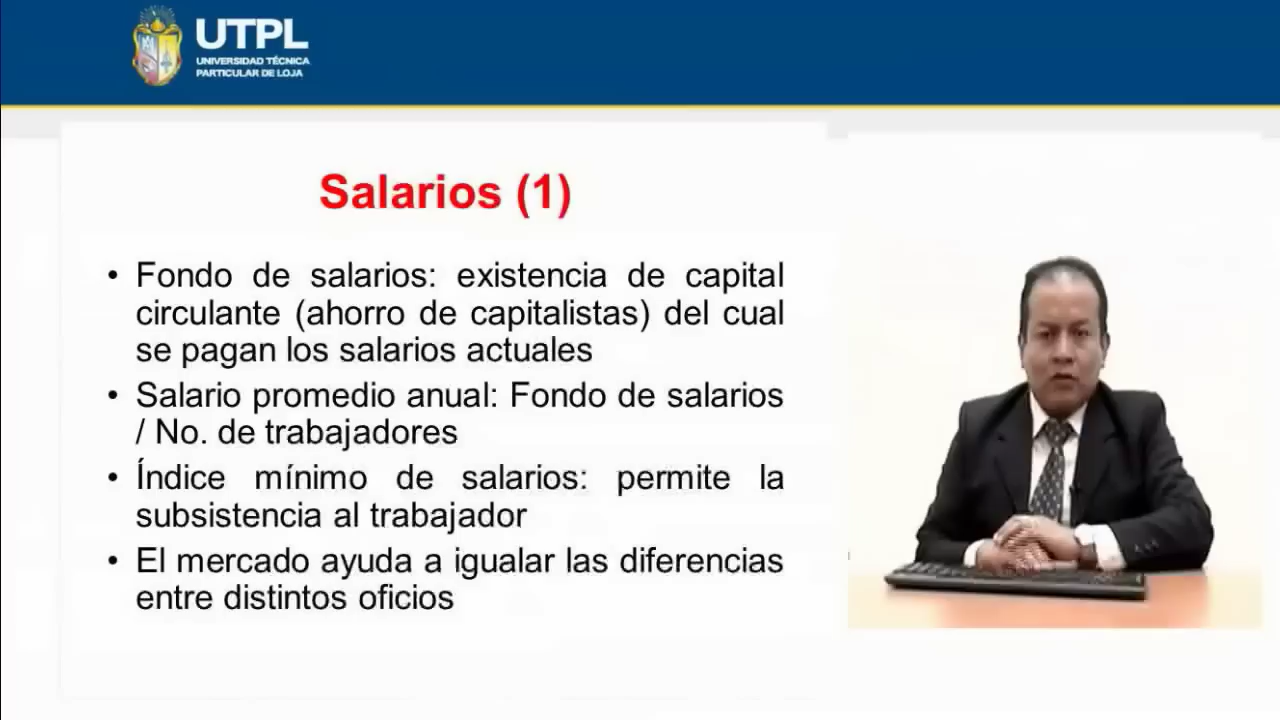 UTPL
UNIVERSIDAD TÉCNICA
PARTICULAR DE LOJA
Salarios (1)
• Fondo de salarios: existencia de capital
circulante (ahorro de capitalistas) del cual
se pagan los salarios actuales
• Salario promedio anual: Fondo de salarios
/ No. de trabajadores
• Índice mínimo de salarios: permite la
subsistencia al trabajador
• El mercado ayuda a igualar las diferencias
entre distintos oficios